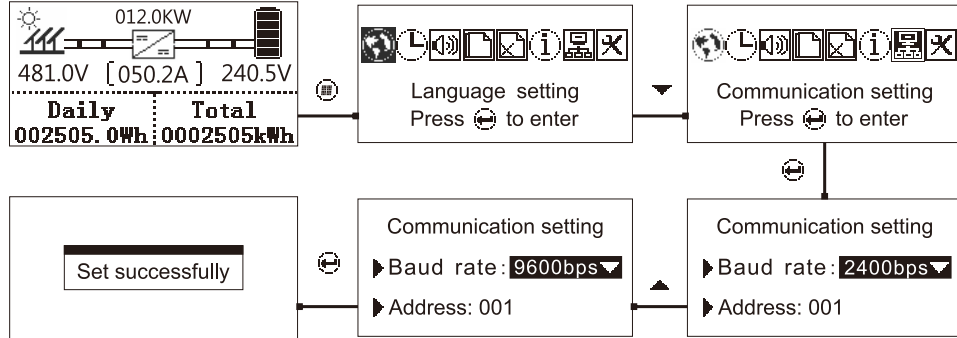 012.0KW
481.0V [050.2A] 240.5V
Daily Total
002505.0Wh 0002505kWh
Language setting
Press to enter
Communication setting
Press to enter
Communication setting
Baud rate: 2400bps
Address: 001
Communication setting
Baud rate: 9600bps
Address: 001
Set successfully